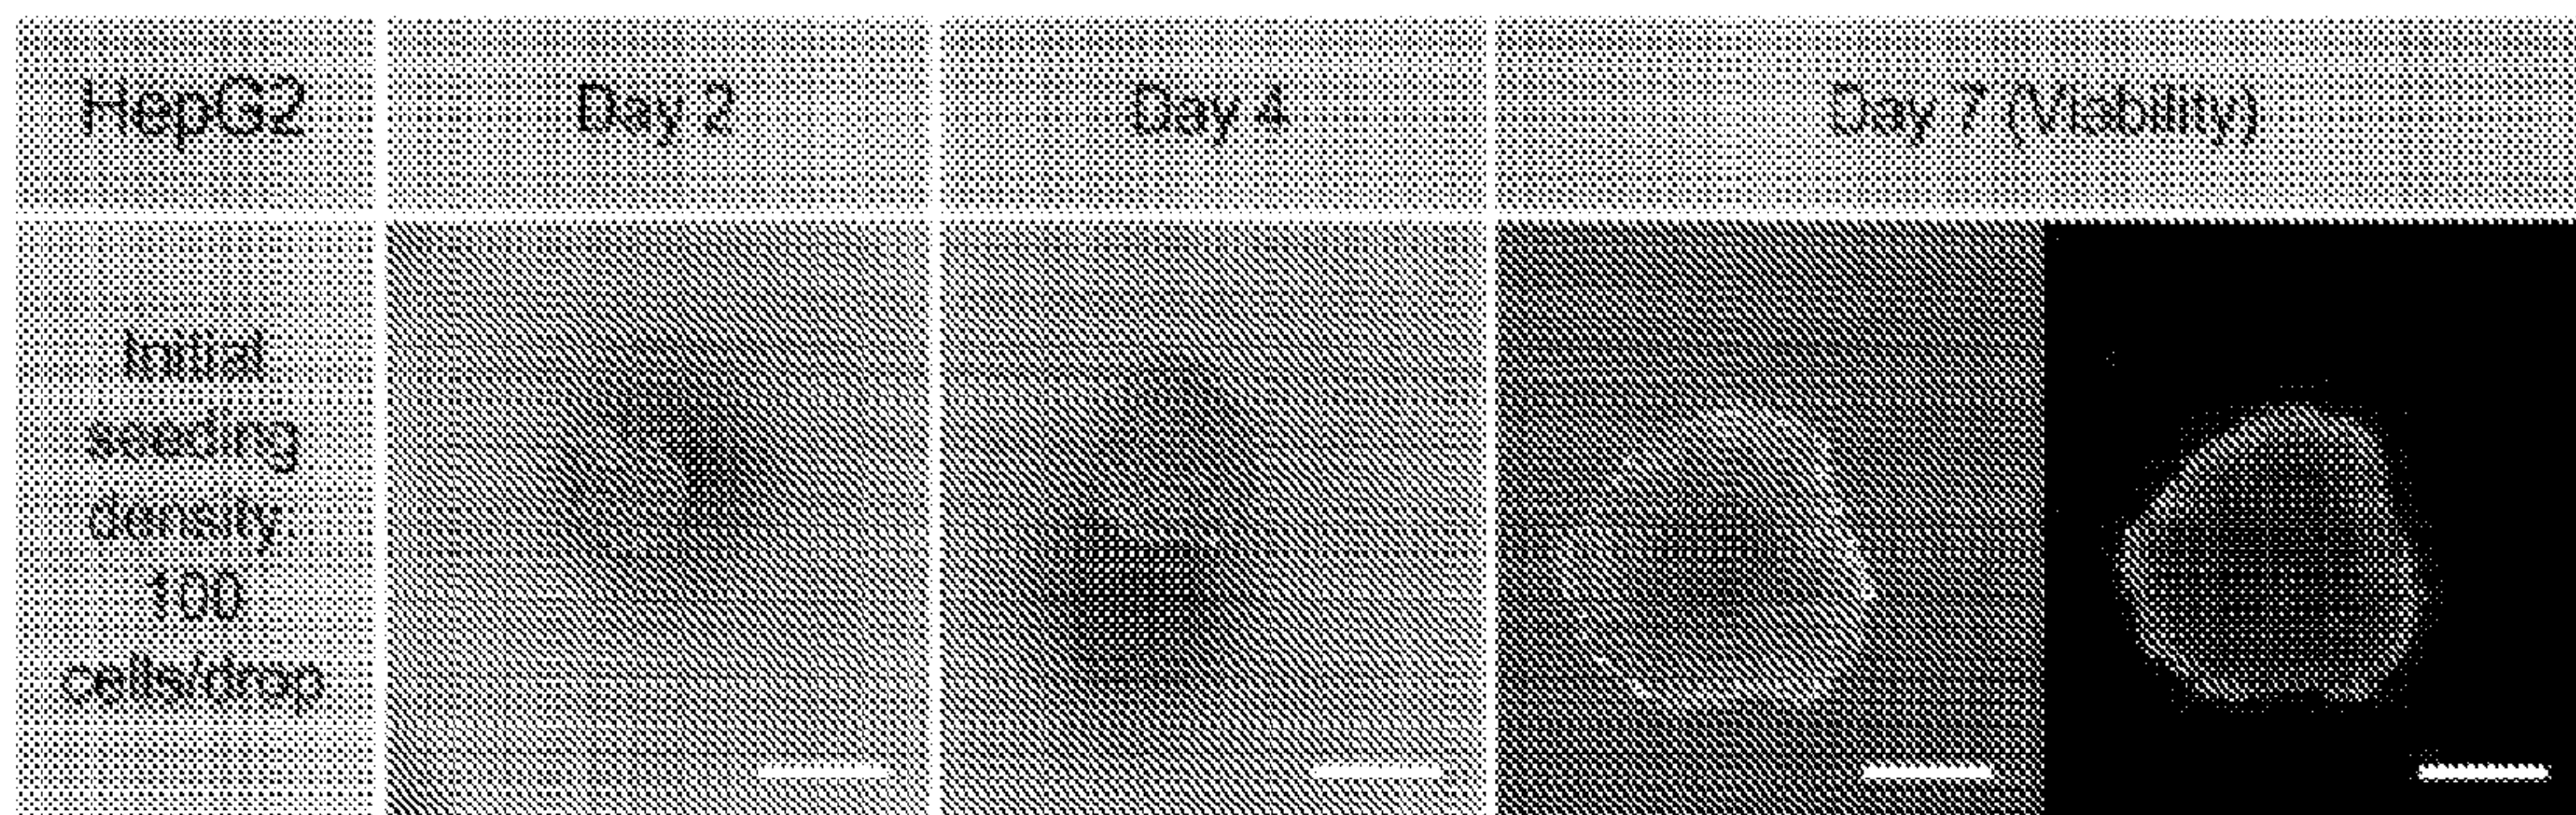 HepG2
Day 2
Day 4
Day 7 (Viability)
Initial
seeding
density:
100
cells/drop